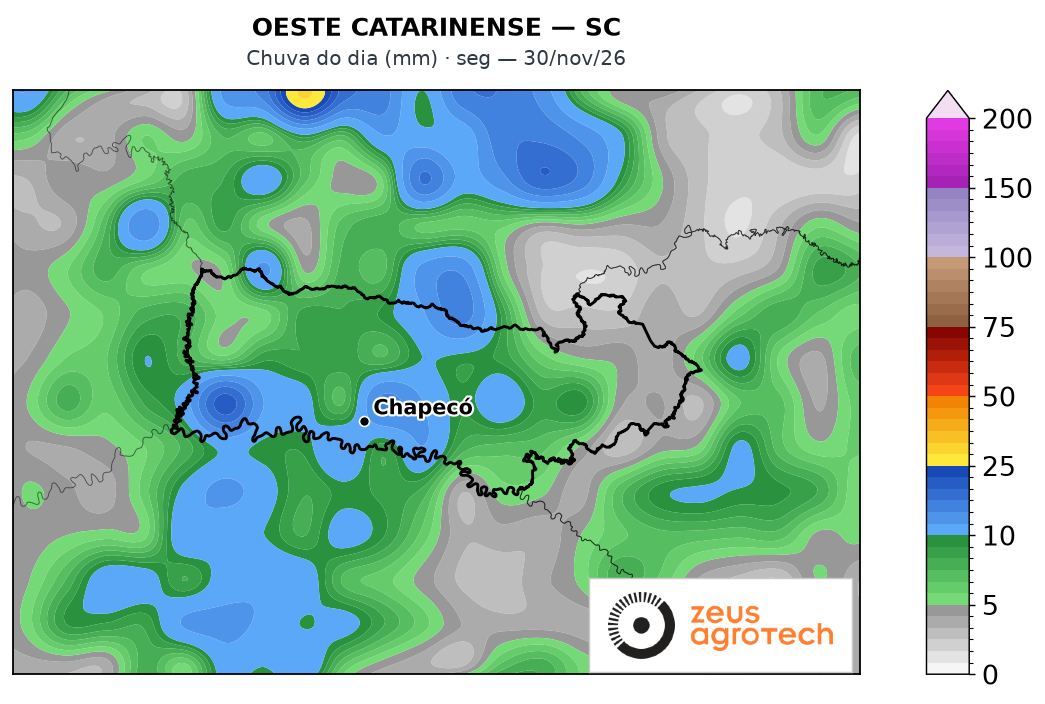 OESTE CATARINENSE — SC
Chuva do dia (mm) · seg — 30/nov/26
200
150
100
75
50
25
10
5
0
Chapecó
zeus
agrotech